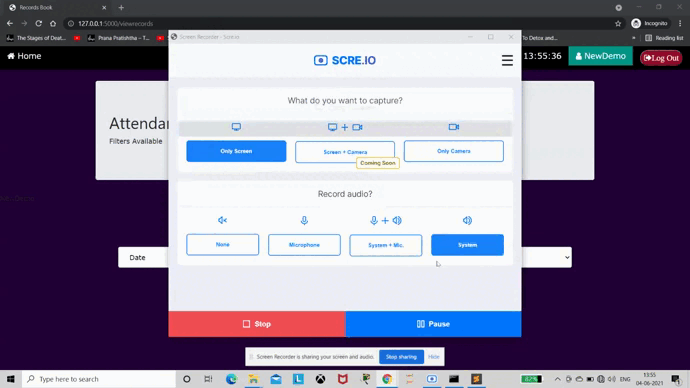 Records Book
127.0.0.1:5000/viewrecords
Incognito
The Stages of Deat...
Prana Pratishtha – T...
To Detox and...
Reading list
Home
13:55:36
NewDemo
Log Out
Screen Recorder - Scre.io
SCRE.IO
What do you want to capture?
Only Screen
Screen + Camera
Only Camera
Coming Soon
Record audio?
None
Microphone
System + Mic.
System
Attendan
Filters Available
Date
Stop
Pause
Screen Recorder is sharing your screen and audio.
Stop sharing
Hide
Type here to search
82%
ENG
13:55
04-06-2021